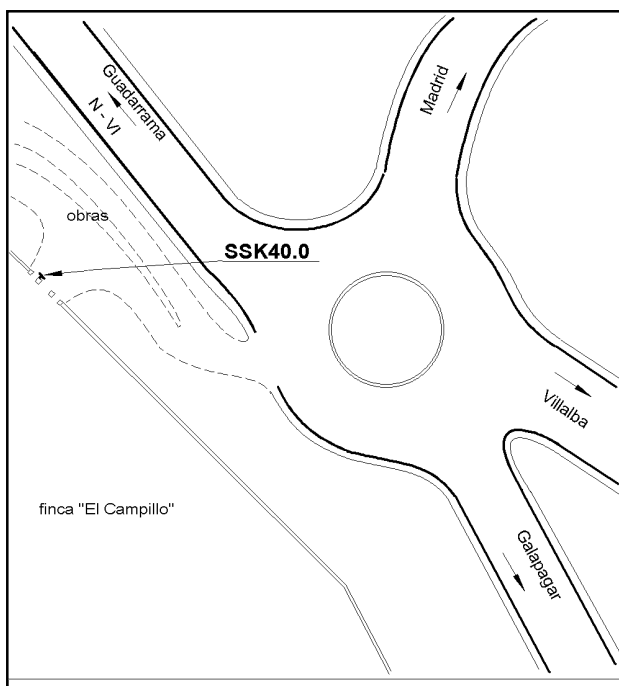 Guadarrama
N - VI
Madrid
obras
SSK40.0
Villalba
finca "El Campillo"
Galapagar